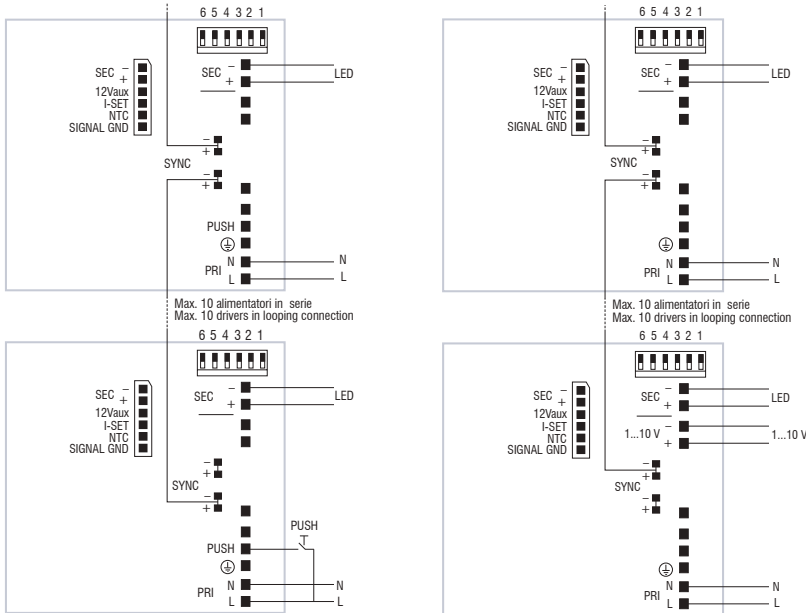 6 5 4 3 2 1
SEC –
+
12Vaux
I-SET
NTC
SIGNAL GND
SEC –
+
LED
–
+
SYNC
–
+
PUSH
N
PRI
L
N
L
Max. 10 alimentatori in serie
Max. 10 drivers in looping connection
6 5 4 3 2 1
SEC –
+
12Vaux
I-SET
NTC
SIGNAL GND
SEC –
+
LED
–
+
SYNC
–
+
PUSH
PUSH
N
PRI
L
N
L
6 5 4 3 2 1
SEC –
+
12Vaux
I-SET
NTC
SIGNAL GND
SEC –
+
LED
–
+
SYNC
–
+
N
PRI
L
N
L
Max. 10 alimentatori in serie
Max. 10 drivers in looping connection
6 5 4 3 2 1
SEC –
+
12Vaux
I-SET
NTC
SIGNAL GND
SEC –
+
LED
–
1...10 V
+
1...10 V
–
+
SYNC
–
+
N
PRI
L
N
L